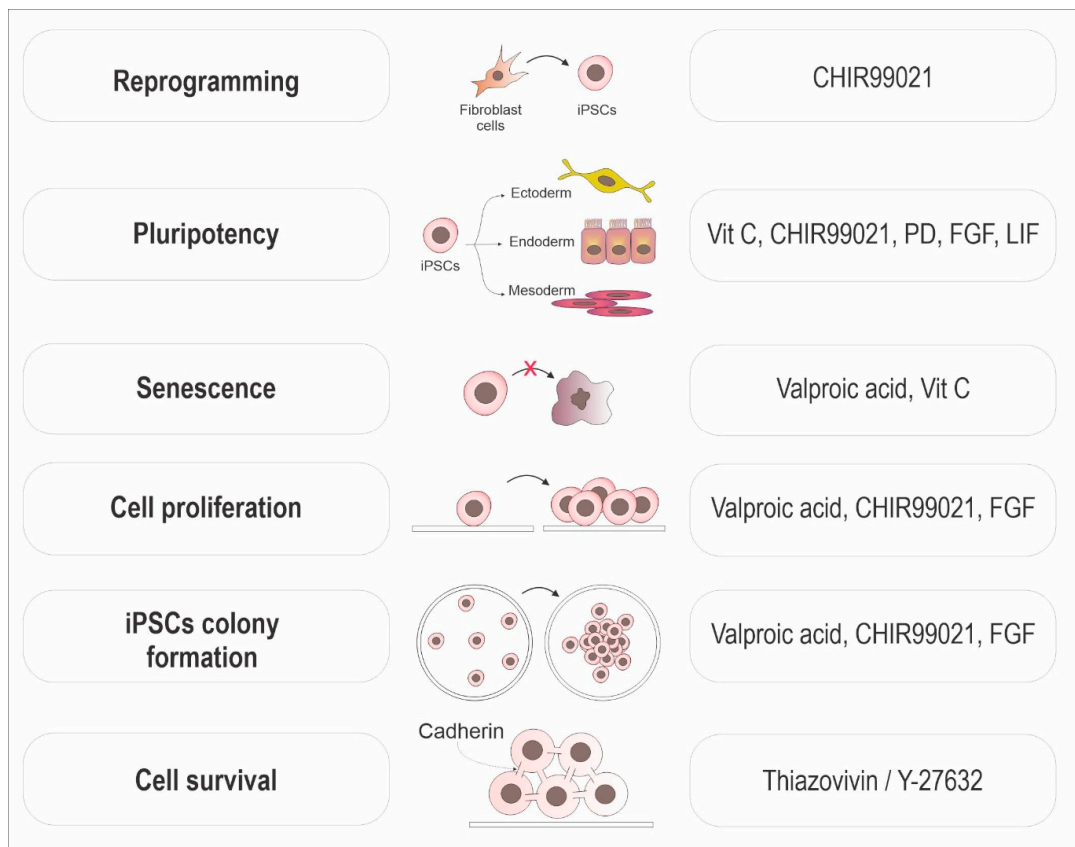 Reprogramming
Fibroblast
cells
iPSCs
CHIR99021
Pluripotency
iPSCs
Ectoderm
Endoderm
Mesoderm
Vit C, CHIR99021, PD, FGF, LIF
Senescence
X
Valproic acid, Vit C
Cell proliferation
Valproic acid, CHIR99021, FGF
iPSCs colony
formation
Valproic acid, CHIR99021, FGF
Cell survival
Cadherin
Thiazovivin / Y-27632